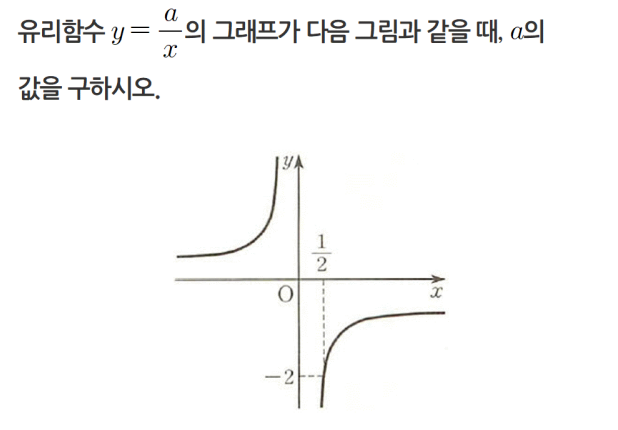 유리함수 y = a/x 의 그래프가 다음 그림과 같을 때, a의
값을 구하시오.
y
1/2
O
x
-2